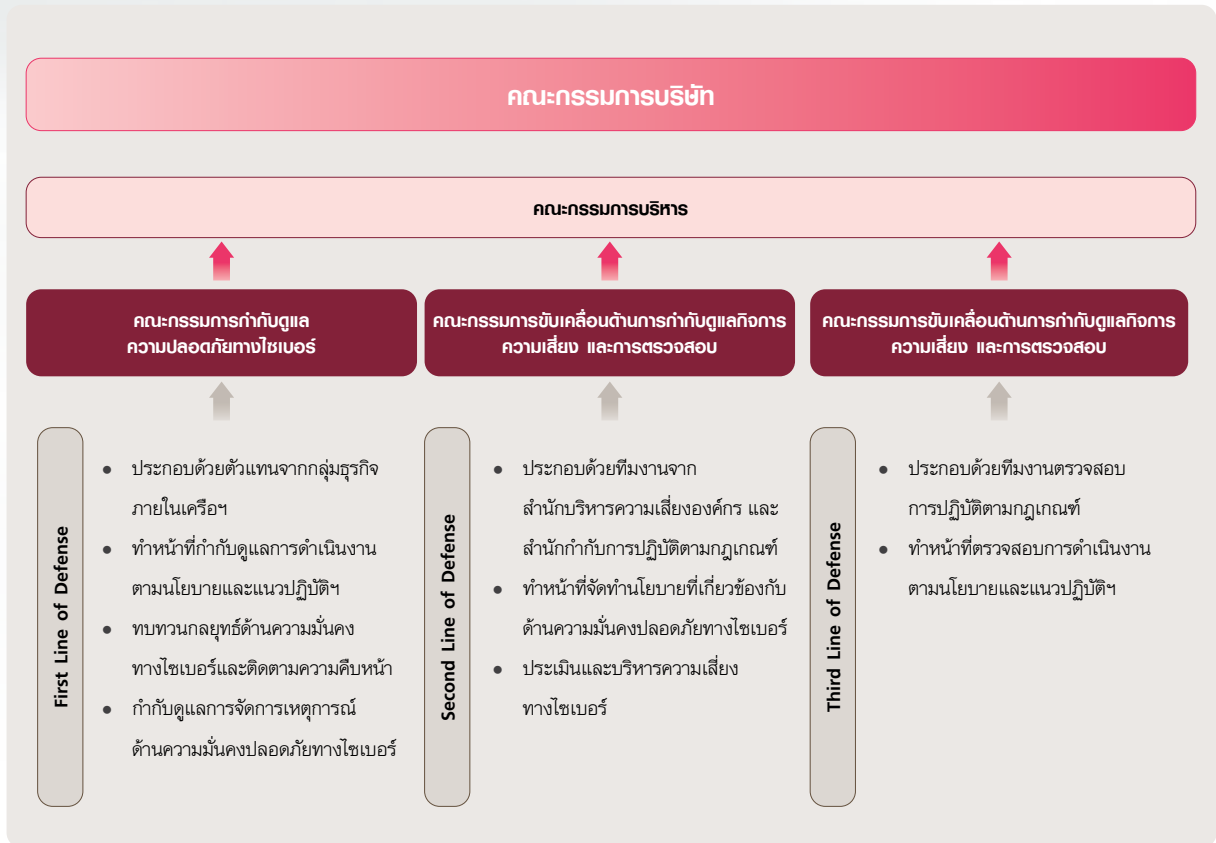 คณะกรรมการบริษัท
คณะกรรมการบริหาร
คณะกรรมการกำกับดูแล
ความปลอดภัยทางไซเบอร์
First Line of Defense
● ประกอบด้วยตัวแทนจากกลุ่มธุรกิจ
ภายในเครือฯ
● ทำหน้าที่กำกับดูแลการดำเนินงาน
ตามนโยบายและแนวปฏิบัติฯ
● ทบทวนกลยุทธ์ด้านความมั่นคง
ทางไซเบอร์และติดตามความคืบหน้า
● กำกับดูแลการจัดการเหตุการณ์
ด้านความมั่นคงปลอดภัยทางไซเบอร์
คณะกรรมการขับเคลื่อนด้านการกำกับดูแลกิจการ
ความเสี่ยง และการตรวจสอบ
Second Line of Defense
● ประกอบด้วยทีมงานจาก
สำนักบริหารความเสี่ยงองค์กร และ
สำนักกำกับการปฏิบัติตามกฎเกณฑ์
● ทำหน้าที่จัดทำนโยบายที่เกี่ยวข้องกับ
ด้านความมั่นคงปลอดภัยทางไซเบอร์
● ประเมินและบริหารความเสี่ยง
ทางไซเบอร์
คณะกรรมการขับเคลื่อนด้านการกำกับดูแลกิจการ
ความเสี่ยง และการตรวจสอบ
Third Line of Defense
● ประกอบด้วยทีมงานตรวจสอบ
การปฏิบัติตามกฎเกณฑ์
● ทำหน้าที่ตรวจสอบการดำเนินงาน
ตามนโยบายและแนวปฏิบัติฯ